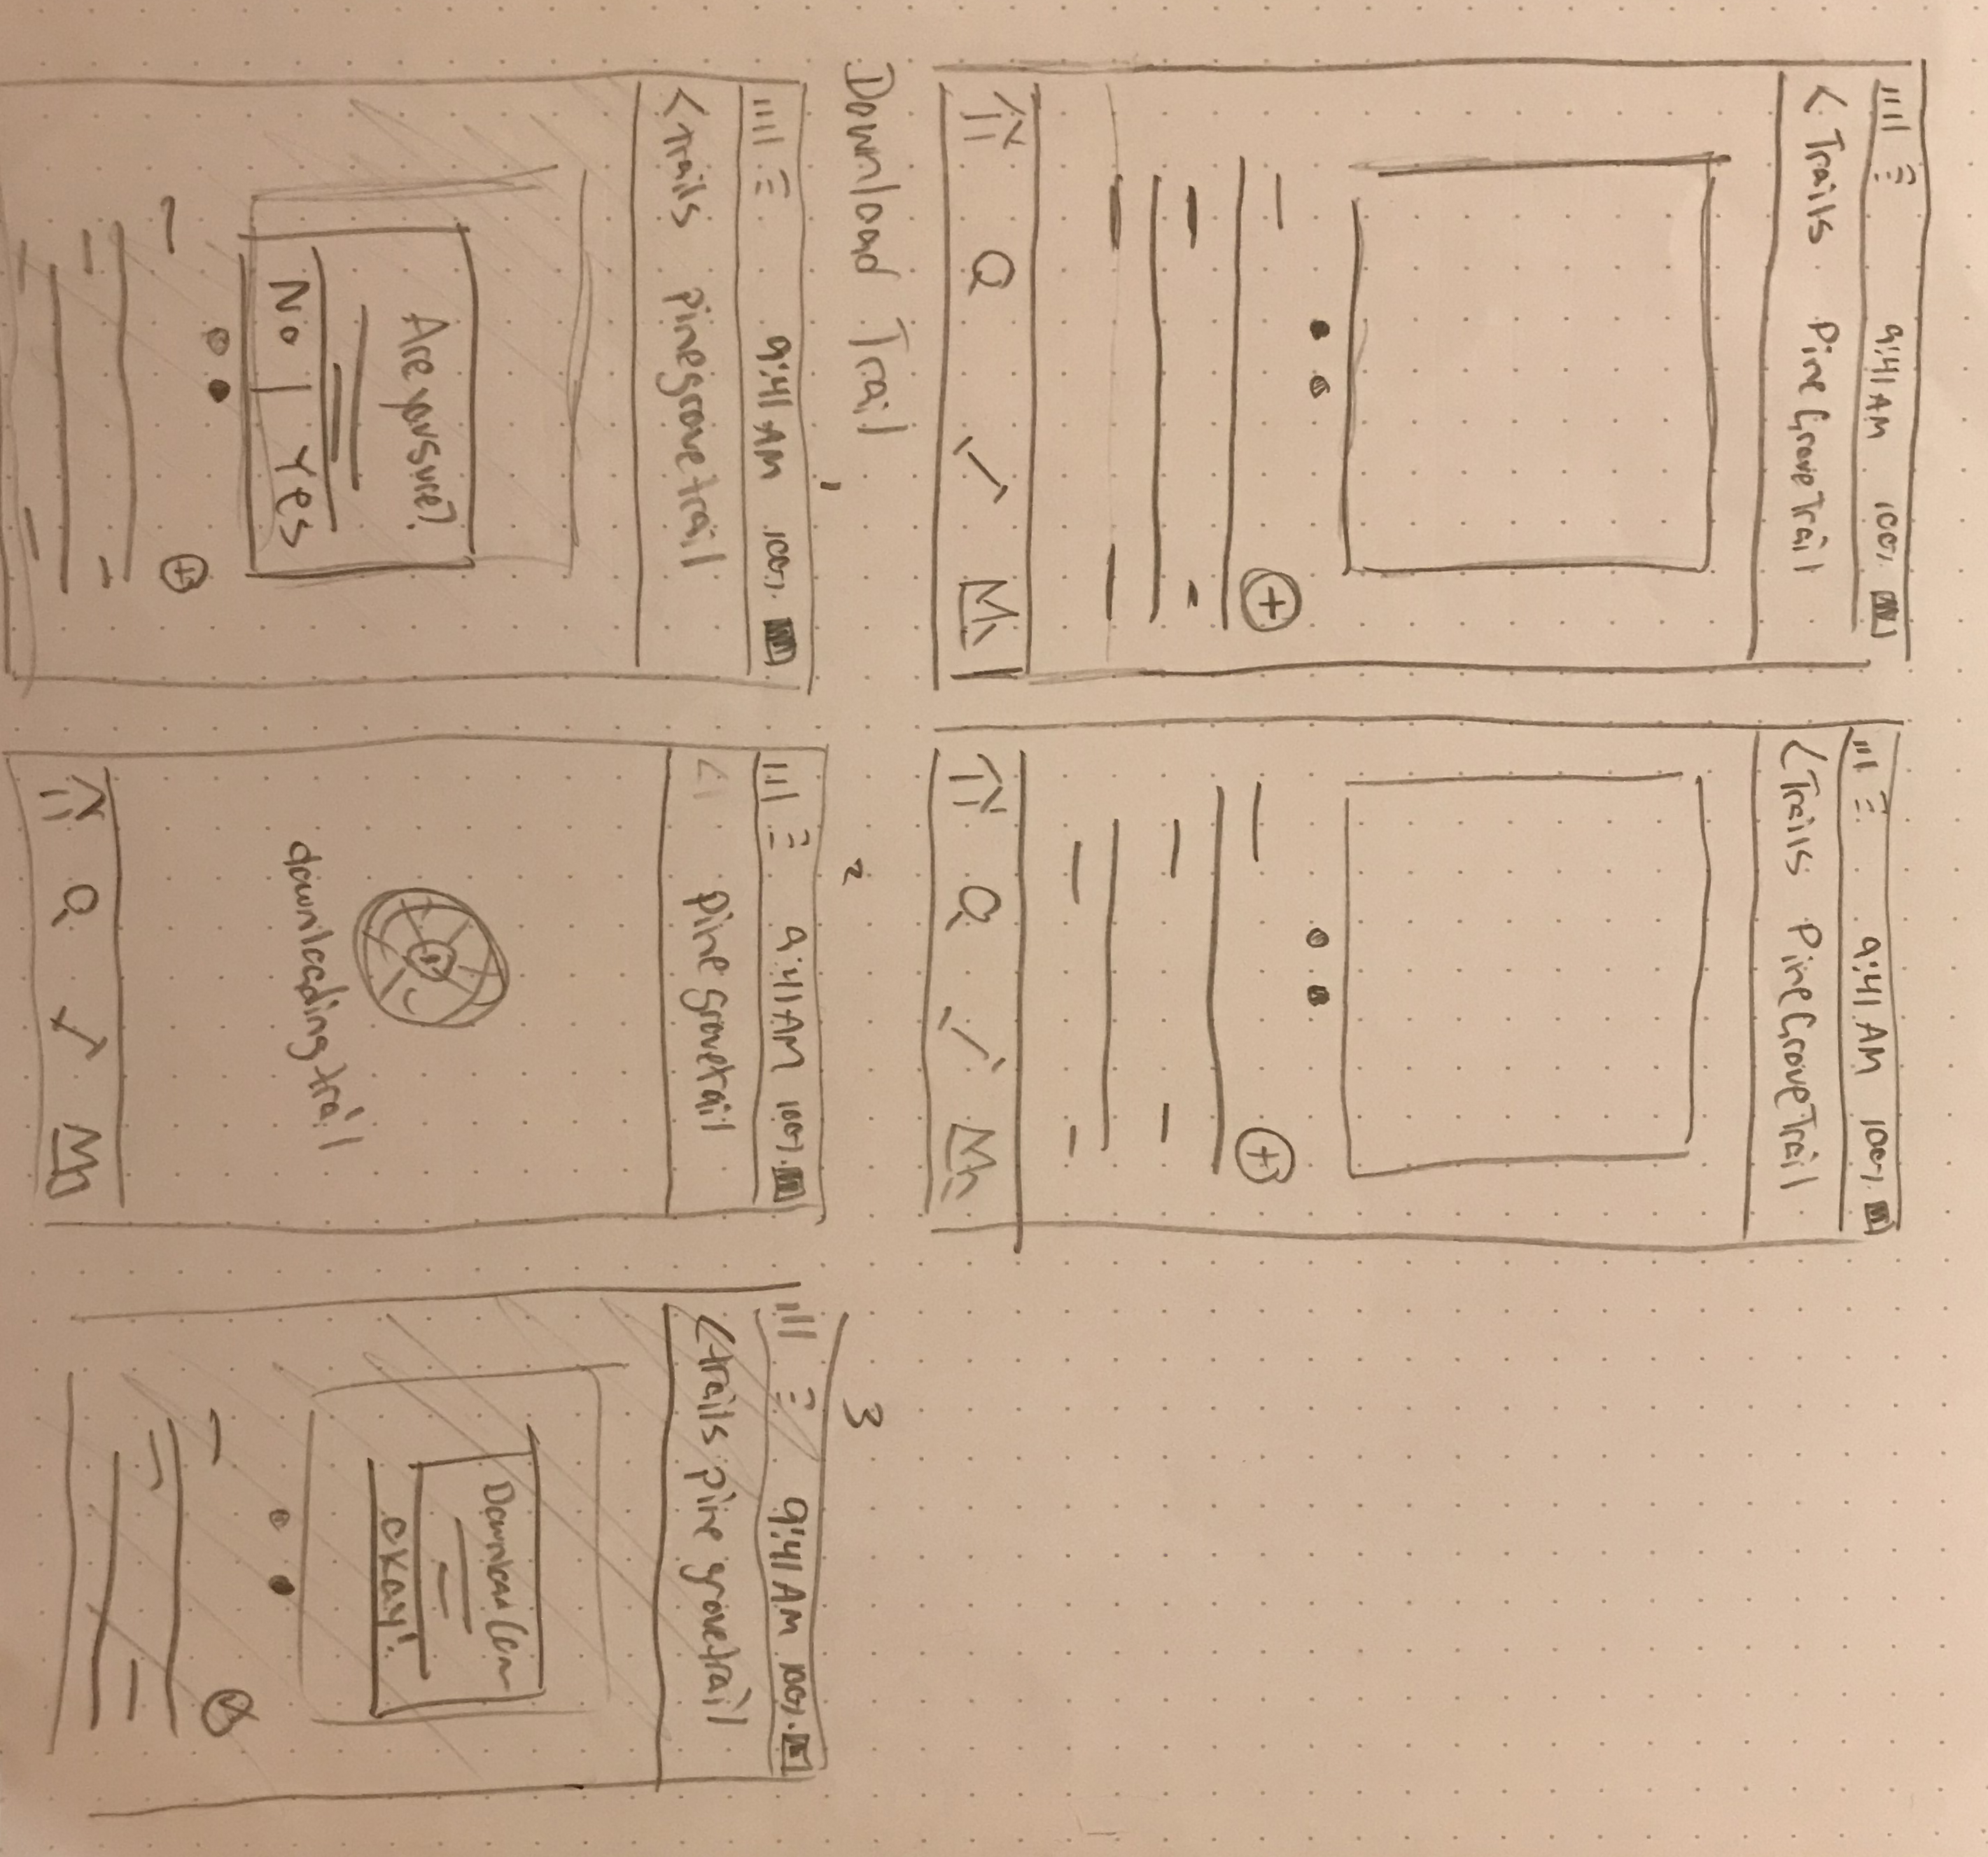 9:41 AM 100%
< Trails Pine Grove Trail
9:41 AM 100%
< Trails Pine Grove Trail
Download Trail
1
9:41 AM 100%
< trails pine grove trail
Are you sure?
No | Yes
2
9:41 AM 100%
< pine grove trail
downloading trail
3
9:41 AM 100%
< trails pine grove trail
Download
okay!